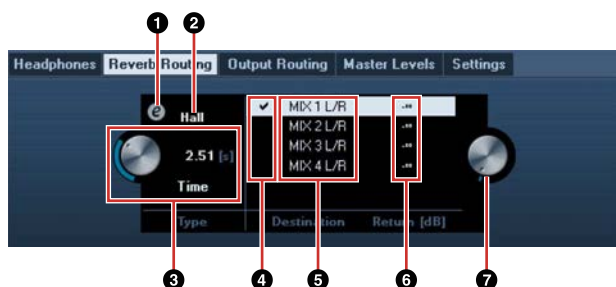 1 2
Headphones Reverb Routing Output Routing Master Levels Settings
e Hall ✓ MIX 1 L/R -∞
MIX 2 L/R -∞
2.51 [s] MIX 3 L/R -∞
Time MIX 4 L/R -∞
Type Destination Return [dB]
3 4 5 6 7